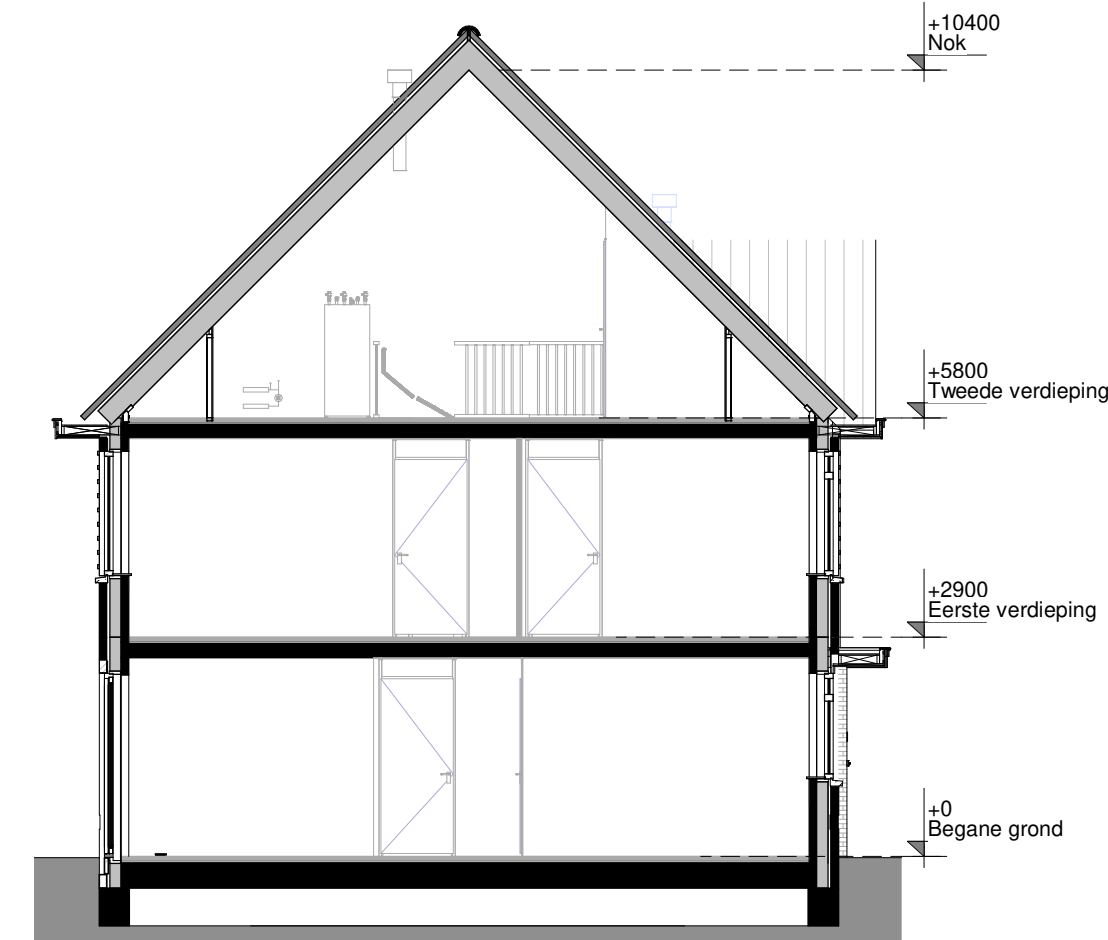 +10400
Nok
+5800
Tweede verdieping
+2900
Eerste verdieping
+0
Begane grond